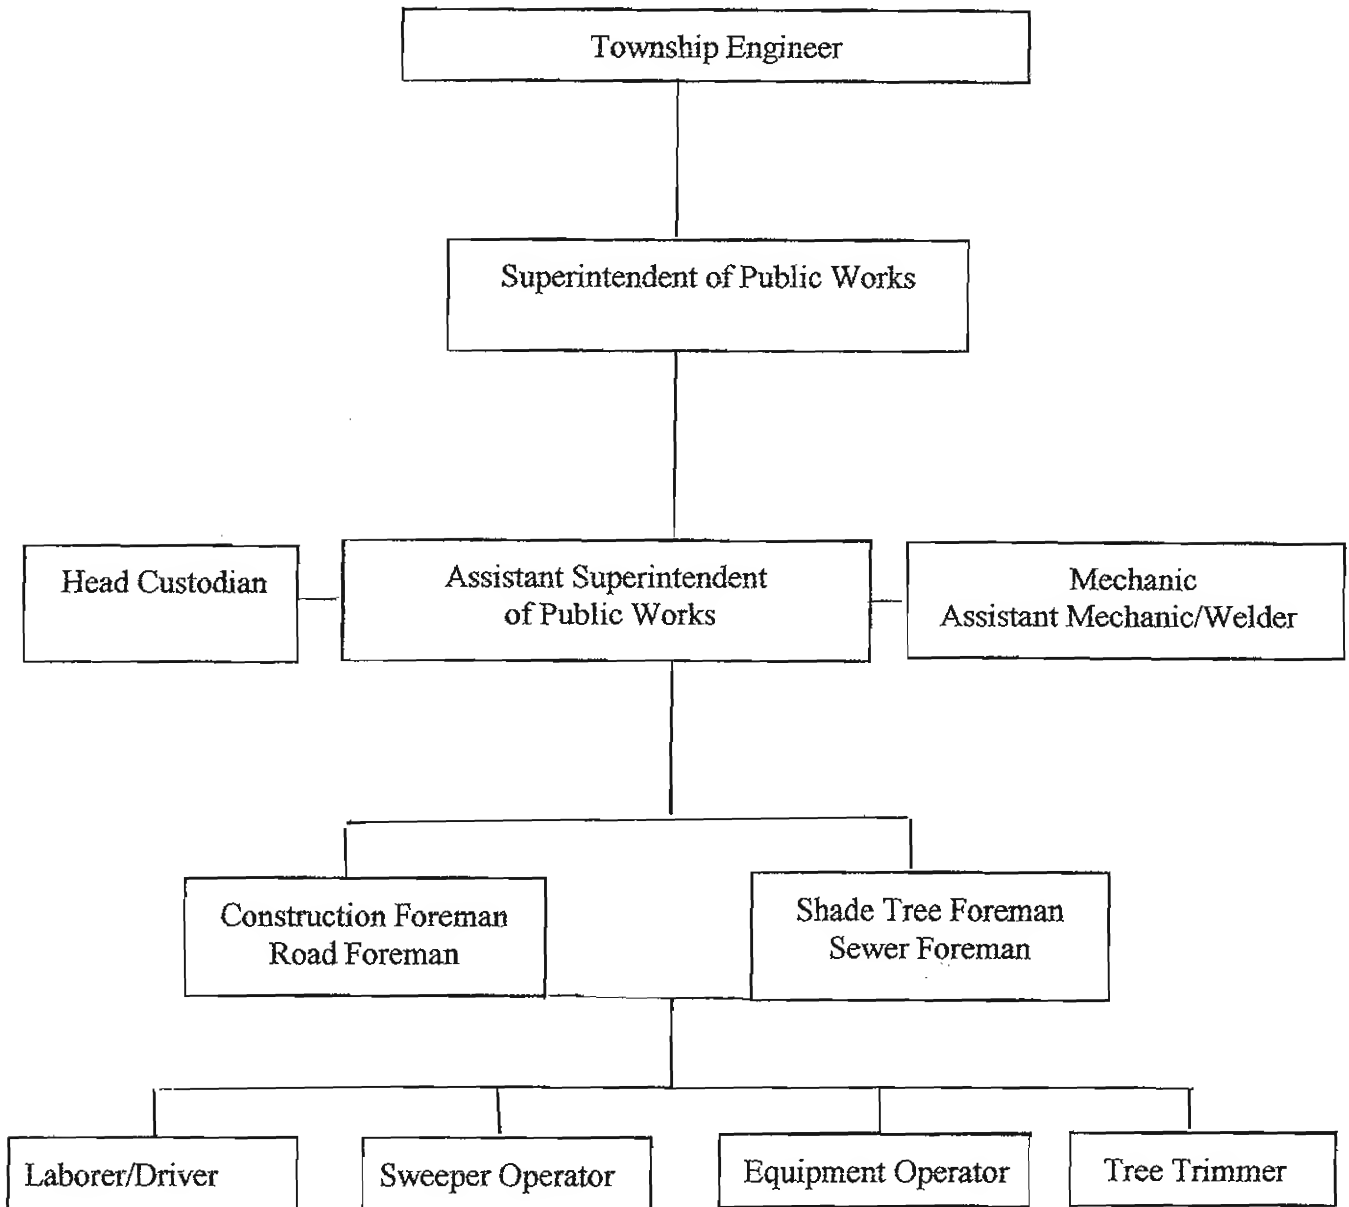 Township Engineer
Superintendent of Public Works
Head Custodian
Assistant Superintendent
of Public Works
Mechanic
Assistant Mechanic/Welder
Construction Foreman
Road Foreman
Shade Tree Foreman
Sewer Foreman
Laborer/Driver
Sweeper Operator
Equipment Operator
Tree Trimmer